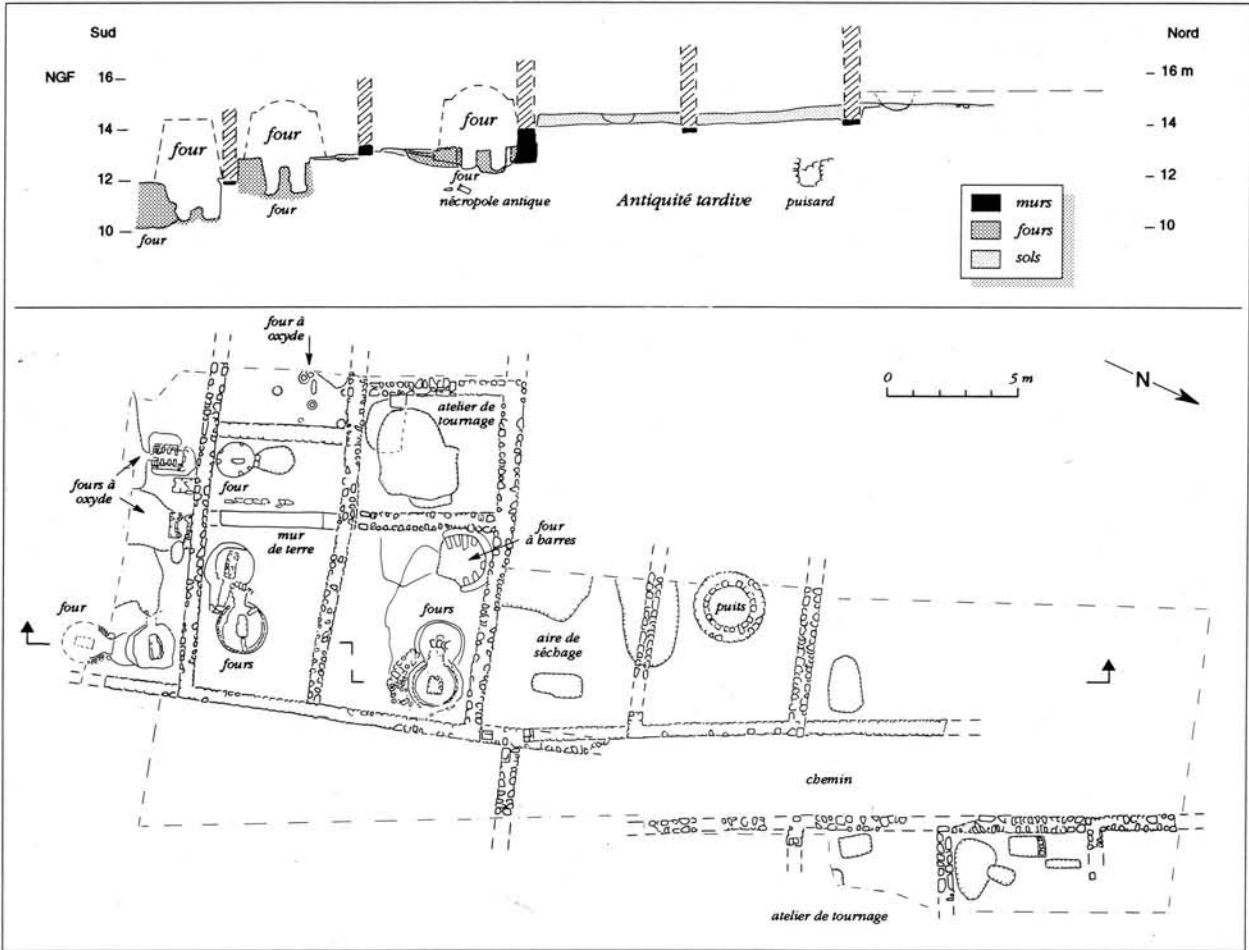 Sud
Nord
NGF
16
14
12
10
16 m
14
12
10
four
four
four
four
four
four
nécropole antique
Antiquité tardive
puisard
murs
fours
sols
four à
oxyde
0
5 m
N
atelier de
tournage
fours à
oxyde
four
mur
de terre
four
à barres
four
fours
fours
puits
aire de
séchage
chemin
atelier de tournage